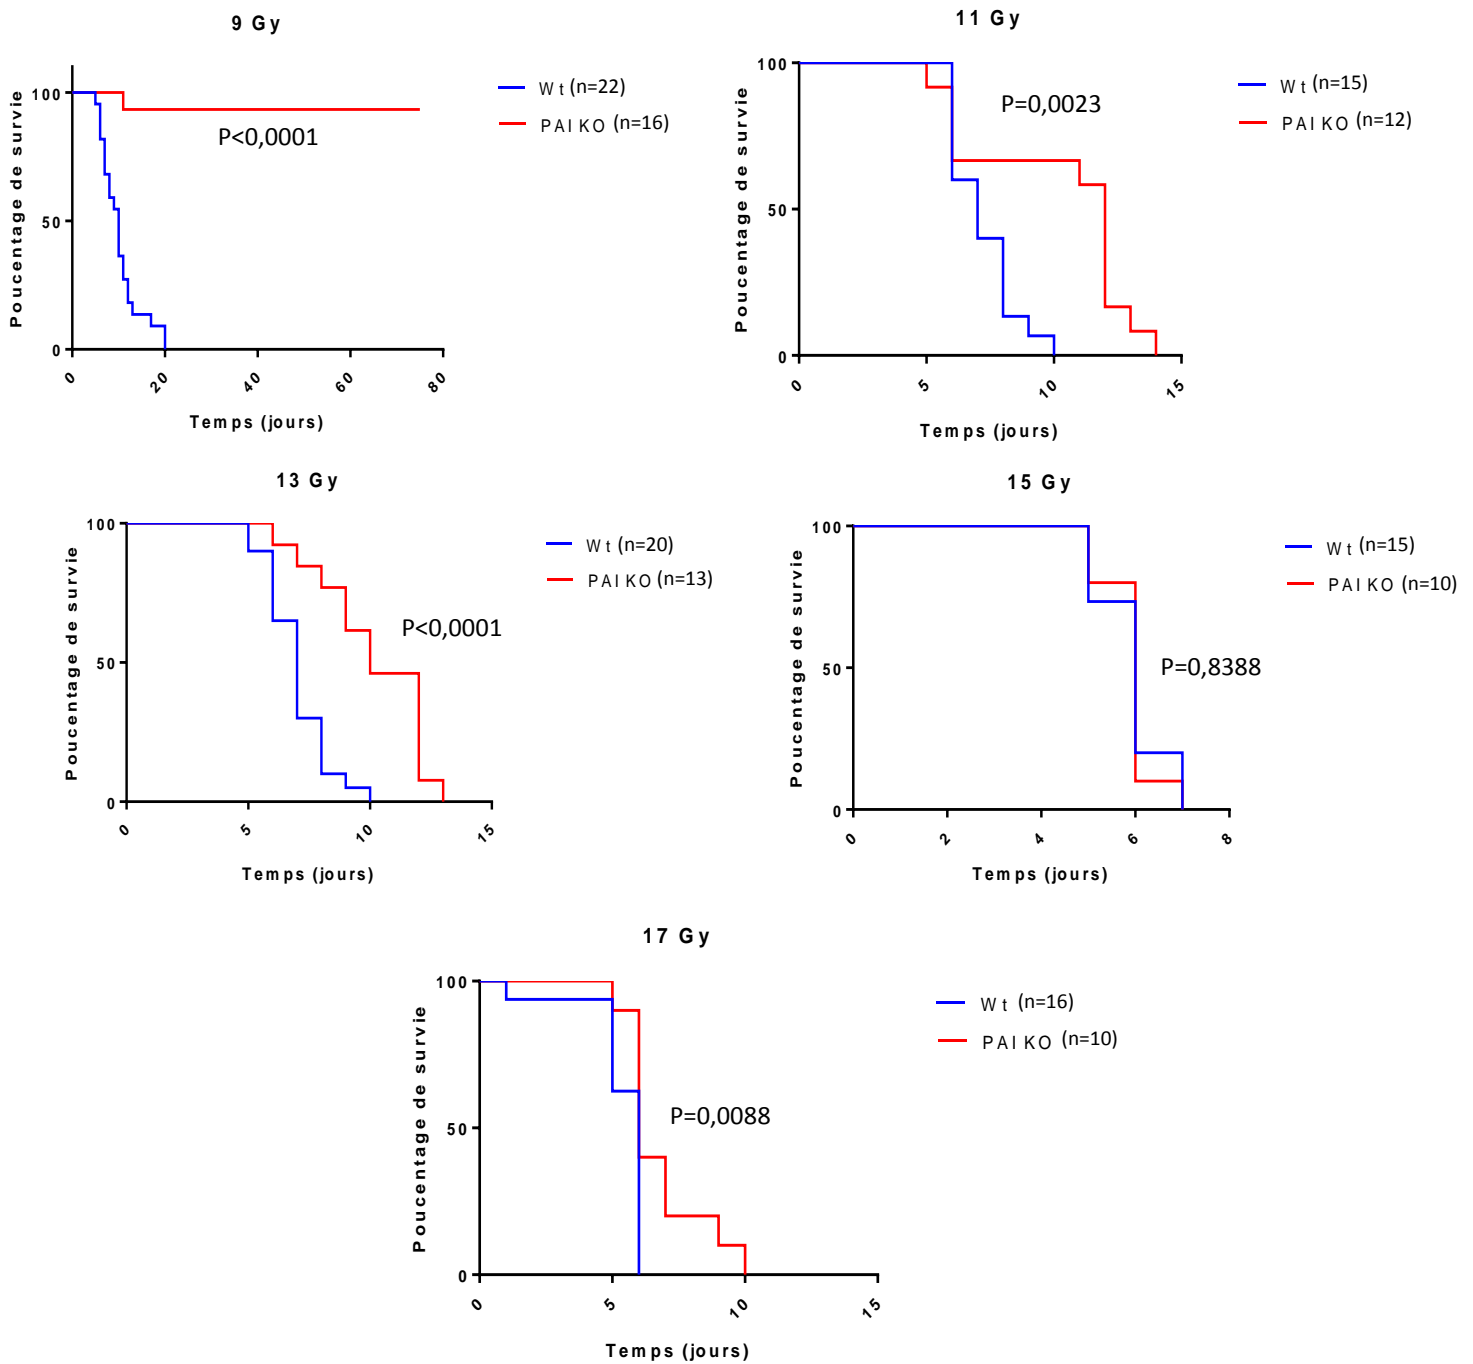 9 Gy
Poucentage de survie
100
50
0
0
20
40
60
80
Temps (jours)
P<0,0001
Wt (n=22)
PAI KO (n=16)
11 Gy
Poucentage de survie
100
50
0
0
5
10
15
Temps (jours)
P=0,0023
Wt (n=15)
PAI KO (n=12)
13 Gy
Poucentage de survie
100
50
0
0
5
10
15
Temps (jours)
P<0,0001
Wt (n=20)
PAI KO (n=13)
15 Gy
Poucentage de survie
100
50
0
0
2
4
6
8
Temps (jours)
P=0,8388
Wt (n=15)
PAI KO (n=10)
17 Gy
Poucentage de survie
100
50
0
0
5
10
15
Temps (jours)
P=0,0088
Wt (n=16)
PAI KO (n=10)